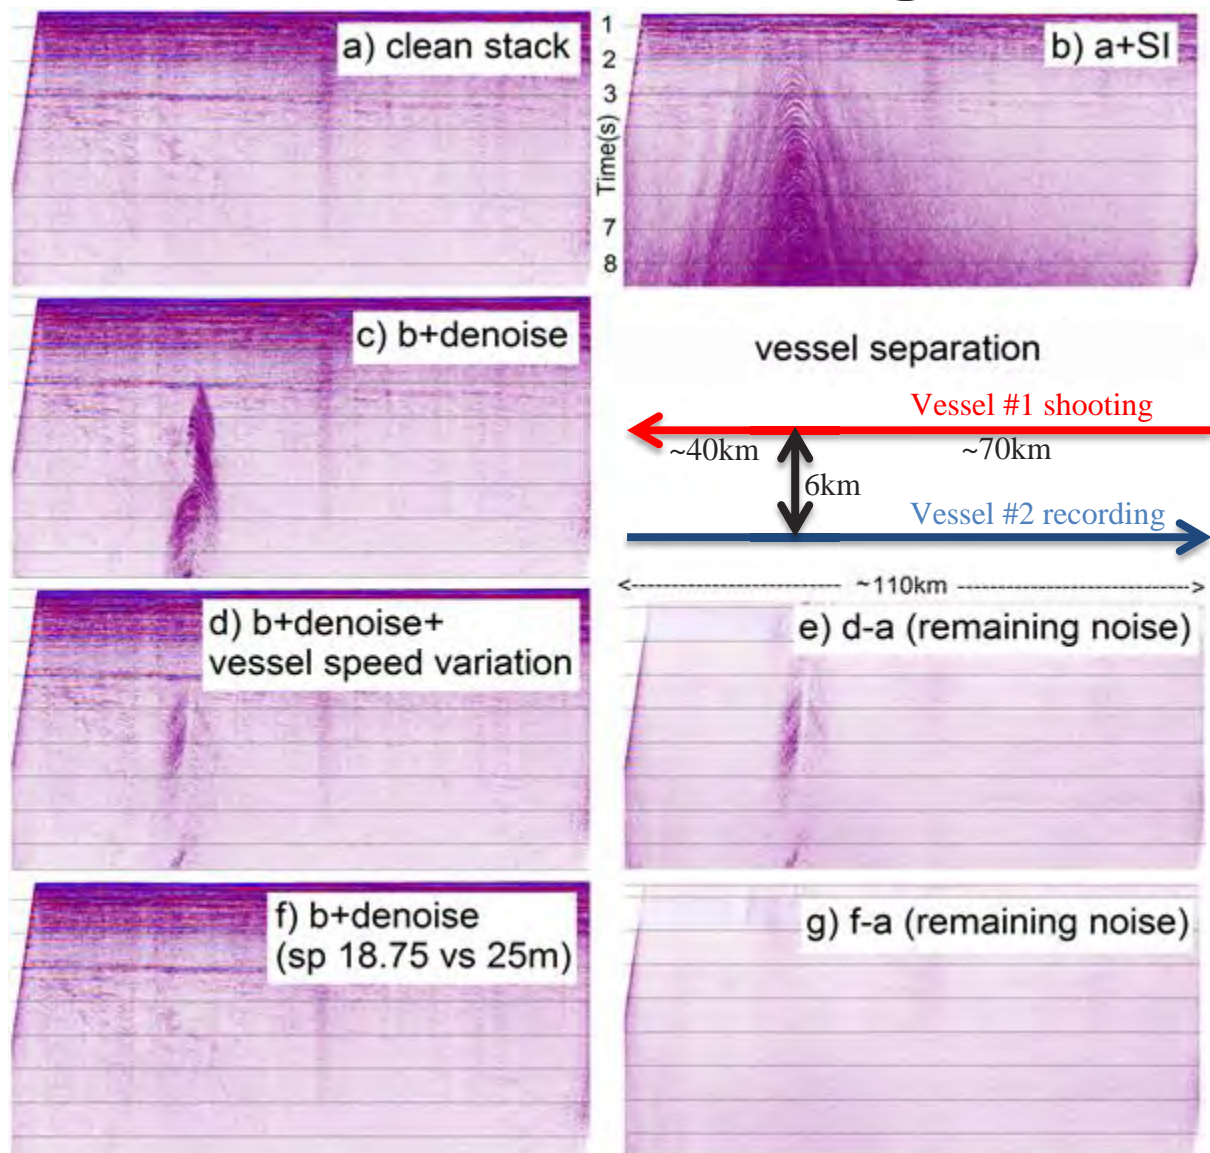 a) clean stack
1
2
3
Time(s)
7
8
b) a+SI
c) b+denoise
vessel separation
Vessel #1 shooting
~40km
~70km
6km
Vessel #2 recording
<---------------------- ~110km ---------------------->
d) b+denoise+
vessel speed variation
e) d-a (remaining noise)
f) b+denoise
(sp 18.75 vs 25m)
g) f-a (remaining noise)